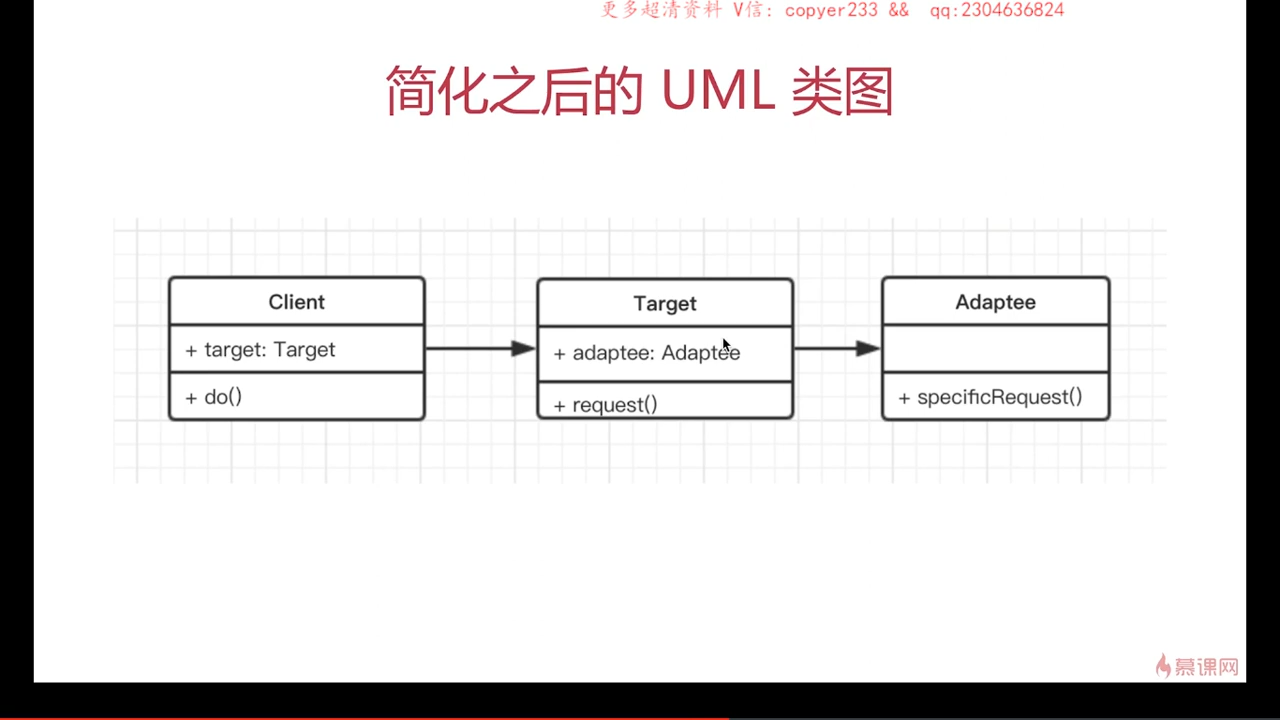 更多超清资料 V信: copyer233 && qq:2304636824
简化之后的 UML 类图
Client
+ target: Target
+ do()
Target
+ adaptee: Adaptee
+ request()
Adaptee
+ specificRequest()
慕课网